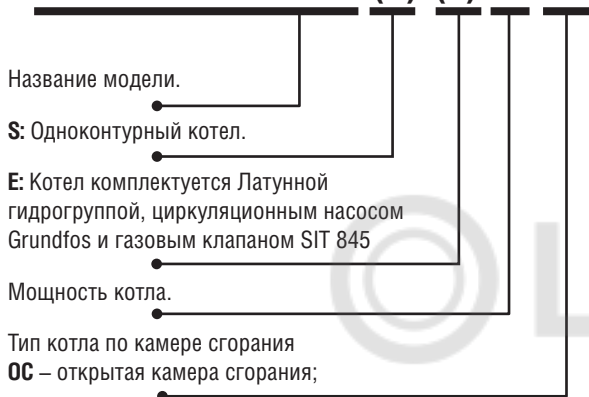 Название модели.
S: Одноконтурный котел.
E: Котел комплектуется Латунной
гидрогруппой, циркуляционным насосом
Grundfos и газовым клапаном SIT 845
Мощность котла.
Тип котла по камере сгорания
OC – открытая камера сгорания;